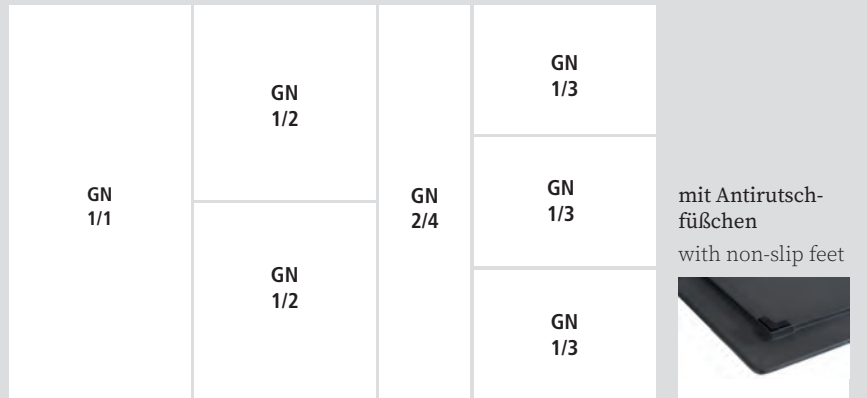 GN
1/1
GN
1/2
GN
1/2
GN
2/4
GN
1/3
GN
1/3
GN
1/3
mit Antirutsch-
füßchen
with non-slip feet